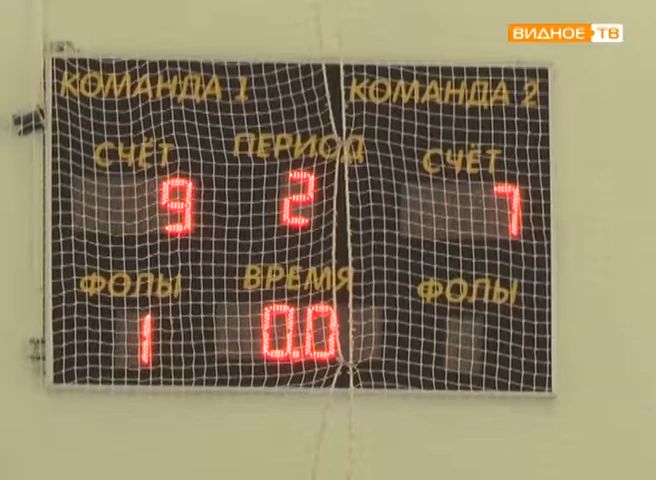 ВИДНОЕ ТВ
КОМАНДА 1 КОМАНДА 2
СЧЁТ ПЕРИОД СЧЁТ
9 2 7
ФОЛЫ ВРЕМЯ ФОЛЫ
1 0.0